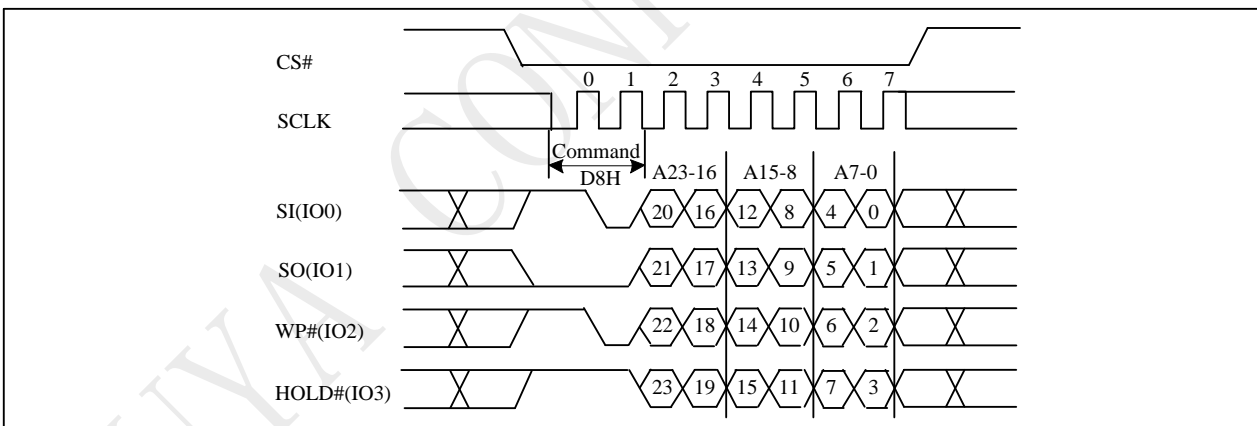 CS#
0 1 2 3 4 5 6 7
SCLK
Command
D8H
A23-16 A15-8 A7-0
SI(IO0) 20 16 12 8 4 0
SO(IO1) 21 17 13 9 5 1
WP#(IO2) 22 18 14 10 6 2
HOLD#(IO3) 23 19 15 11 7 3